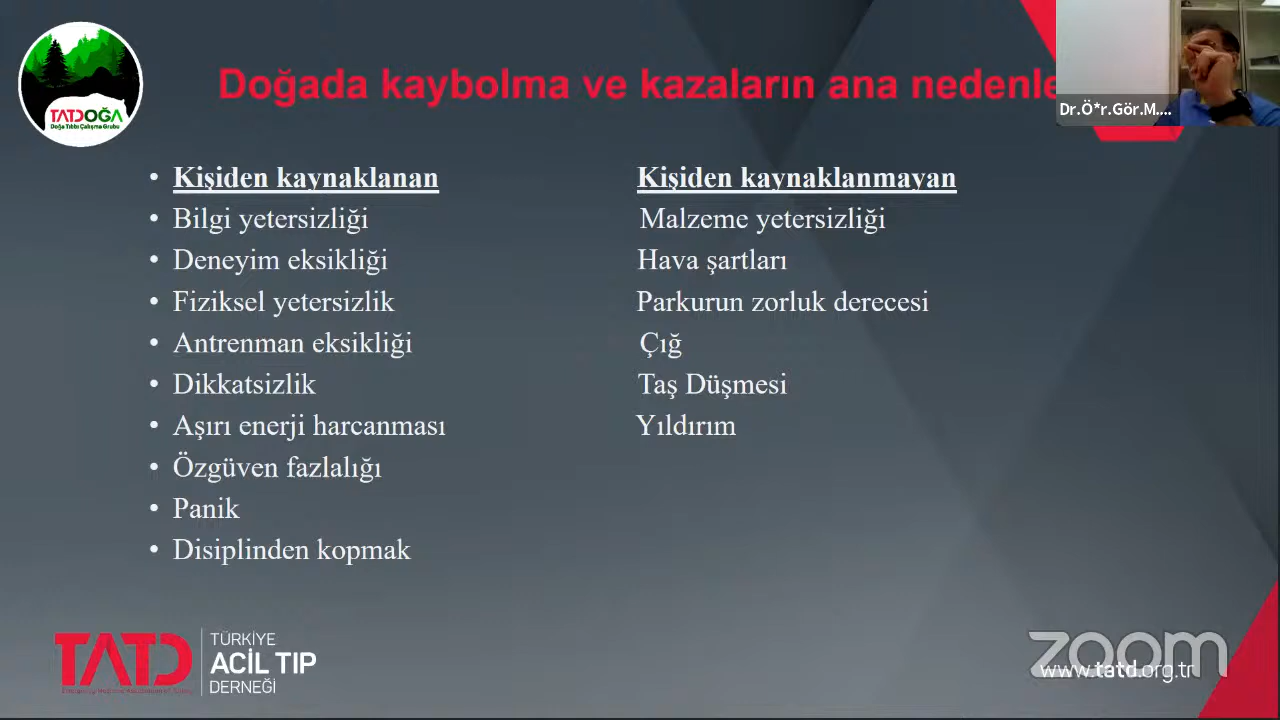 Doğada kaybolma ve kazaların ana nedenle
Dr.Ö*r.Gör.M....
TATDOĞA
Doğa Tıbbı Çalışma Grubu
• Kişiden kaynaklanan
• Bilgi yetersizliği
• Deneyim eksikliği
• Fiziksel yetersizlik
• Antrenman eksikliği
• Dikkatsizlik
• Aşırı enerji harcanması
• Özgüven fazlalığı
• Panik
• Disiplinden kopmak
Kişiden kaynaklanmayan
Malzeme yetersizliği
Hava şartları
Parkurun zorluk derecesi
Çığ
Taş Düşmesi
Yıldırım
TATD
TÜRKİYE
ACİL TIP
DERNEĞİ
zoom
www.tatd.org.tr